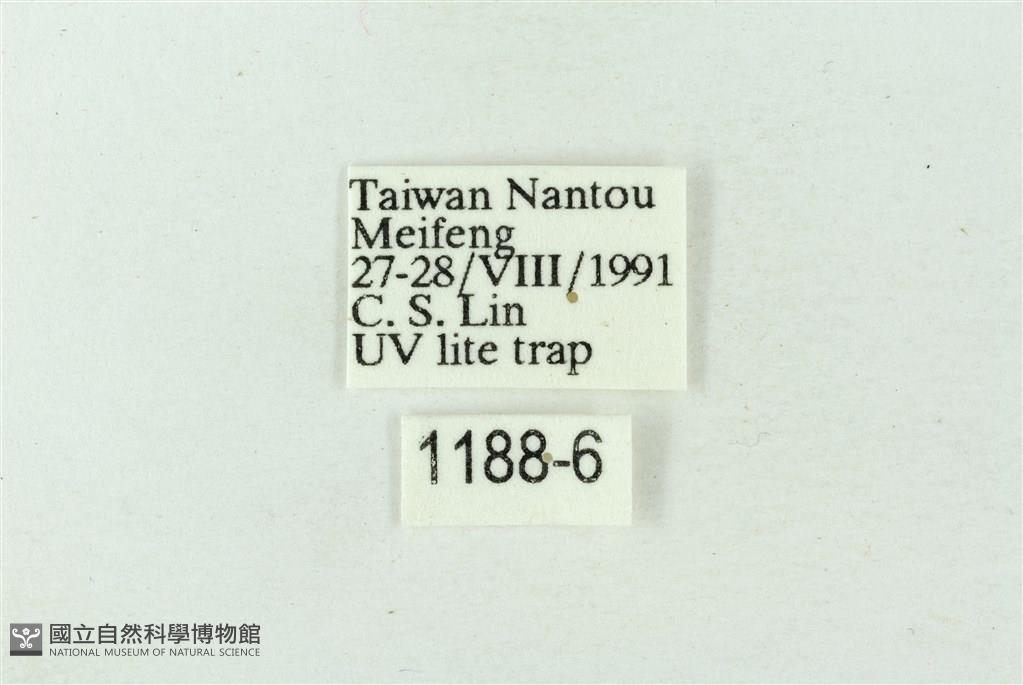 Taiwan Nantou
Meifeng
27-28/VIII/1991
C. S. Lin
UV lite trap
1188-6
國立自然科學博物館
NATIONAL MUSEUM OF NATURAL SCIENCE